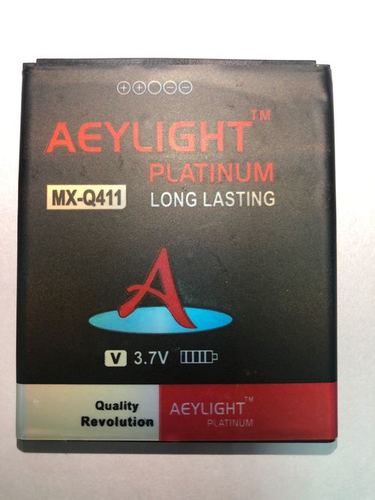 AEYLIGHT™
PLATINUM
MX-Q411 LONG LASTING
A
V 3.7V
Quality
Revolution
AEYLIGHT™
PLATINUM